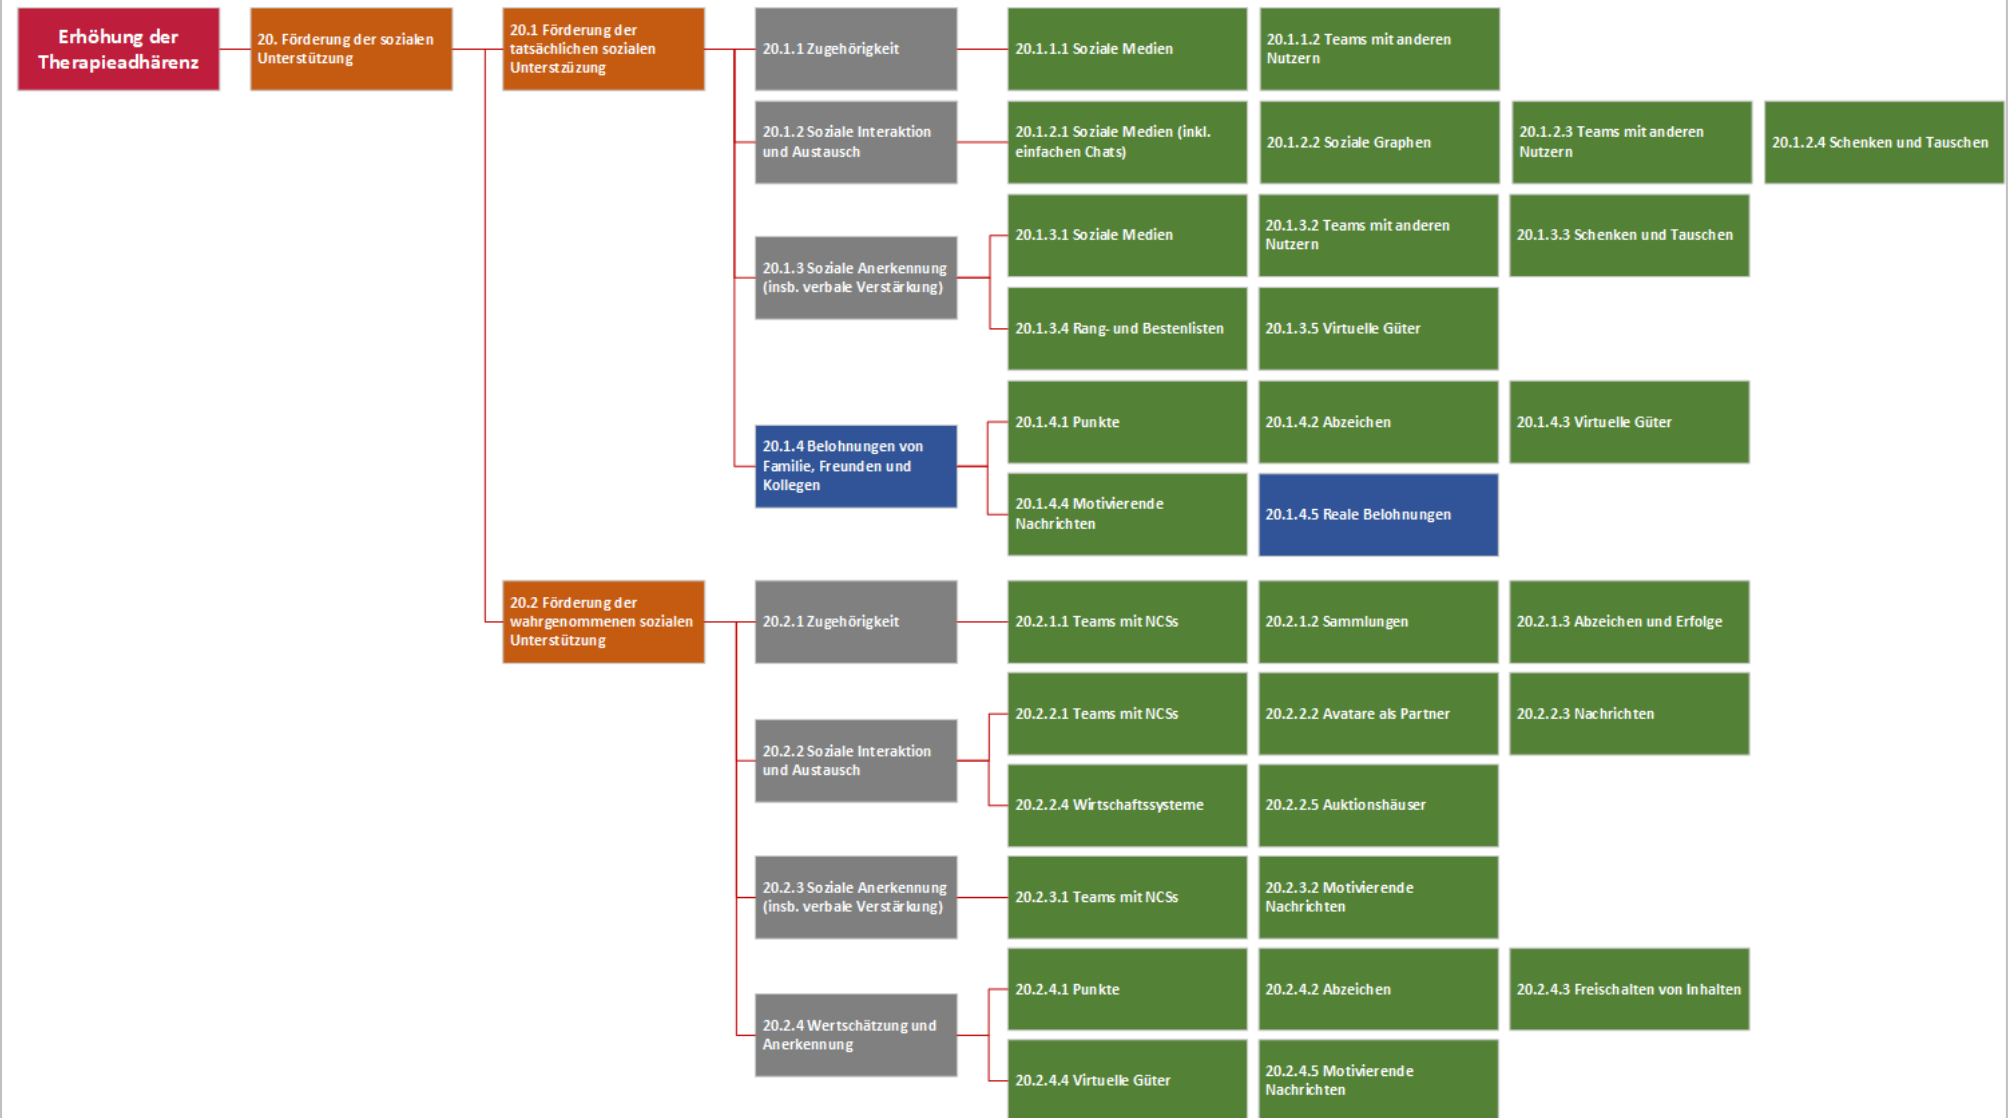 Erhöhung der
Therapieadhärenz
20. Förderung der sozialen
Unterstützung
20.1 Förderung der
tatsächlichen sozialen
Unterstzüzung
20.1.1 Zugehörigkeit
20.1.1.1 Soziale Medien
20.1.1.2 Teams mit anderen
Nutzern
20.1.2 Soziale Interaktion
und Austausch
20.1.2.1 Soziale Medien (inkl.
einfachen Chats)
20.1.2.2 Soziale Graphen
20.1.2.3 Teams mit anderen
Nutzern
20.1.2.4 Schenken und Tauschen
20.1.3 Soziale Anerkennung
(insb. verbale Verstärkung)
20.1.3.1 Soziale Medien
20.1.3.2 Teams mit anderen
Nutzern
20.1.3.3 Schenken und Tauschen
20.1.3.4 Rang- und Bestenlisten
20.1.3.5 Virtuelle Güter
20.1.4 Belohnungen von
Familie, Freunden und
Kollegen
20.1.4.1 Punkte
20.1.4.2 Abzeichen
20.1.4.3 Virtuelle Güter
20.1.4.4 Motivierende
Nachrichten
20.1.4.5 Reale Belohnungen
20.2 Förderung der
wahrgenommenen sozialen
Unterstützung
20.2.1 Zugehörigkeit
20.2.1.1 Teams mit NCSs
20.2.1.2 Sammlungen
20.2.1.3 Abzeichen und Erfolge
20.2.2 Soziale Interaktion
und Austausch
20.2.2.1 Teams mit NCSs
20.2.2.2 Avatare als Partner
20.2.2.3 Nachrichten
20.2.2.4 Wirtschaftssysteme
20.2.2.5 Auktionshäuser
20.2.3 Soziale Anerkennung
(insb. verbale Verstärkung)
20.2.3.1 Teams mit NCSs
20.2.3.2 Motivierende
Nachrichten
20.2.4 Wertschätzung und
Anerkennung
20.2.4.1 Punkte
20.2.4.2 Abzeichen
20.2.4.3 Freischalten von Inhalten
20.2.4.4 Virtuelle Güter
20.2.4.5 Motivierende
Nachrichten